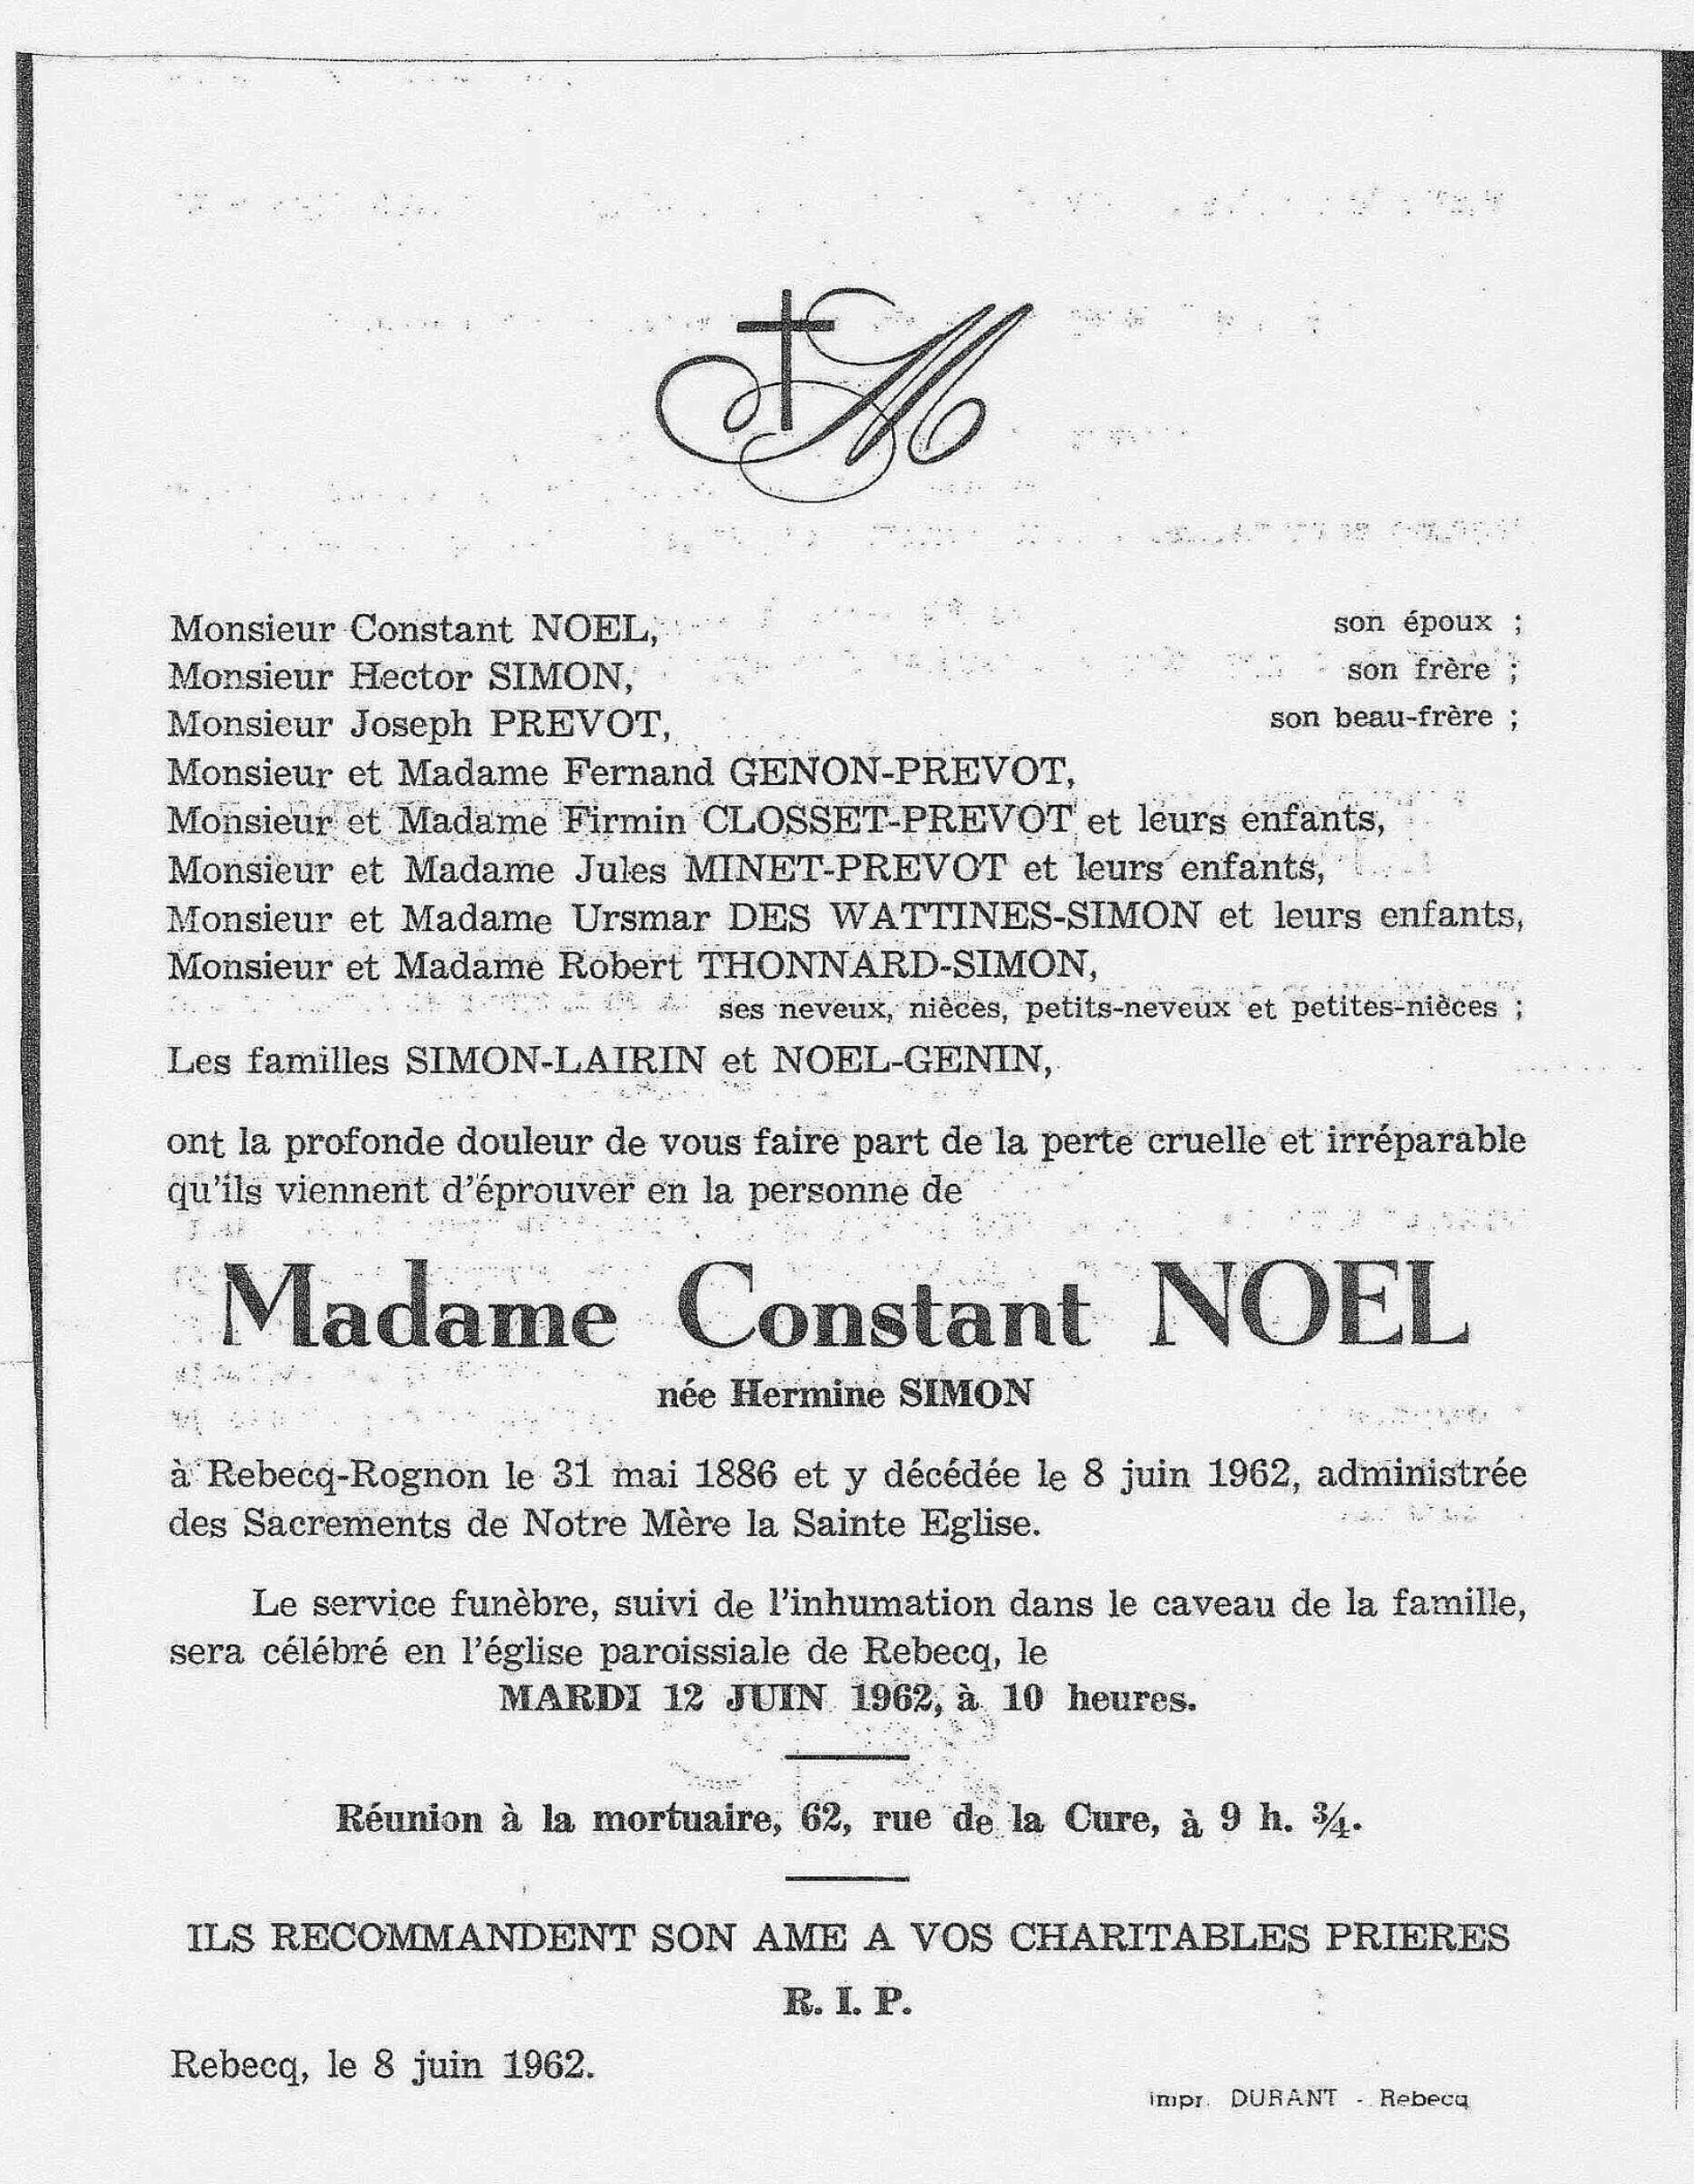 M
Monsieur Constant NOEL, son époux ;
Monsieur Hector SIMON, son frère ;
Monsieur Joseph PREVOT, son beau-frère ;
Monsieur et Madame Fernand GENON-PREVOT,
Monsieur et Madame Firmin CLOSSET-PREVOT et leurs enfants,
Monsieur et Madame Jules MINET-PREVOT et leurs enfants,
Monsieur et Madame Ursmar DES WATTINES-SIMON et leurs enfants,
Monsieur et Madame Robert THONNARD-SIMON,
ses neveux, nièces, petits-neveux et petites-nièces ;
Les familles SIMON-LAIRIN et NOEL-GENIN,
ont la profonde douleur de vous faire part de la perte cruelle et irréparable
qu'ils viennent d'éprouver en la personne de
Madame Constant NOEL
née Hermine SIMON
à Rebecq-Rognon le 31 mai 1886 et y décédée le 8 juin 1962, administrée
des Sacrements de Notre Mère la Sainte Eglise.
Le service funèbre, suivi de l'inhumation dans le caveau de la famille,
sera célébré en l'église paroissiale de Rebecq, le
MARDI 12 JUIN 1962, à 10 heures.
Réunion à la mortuaire, 62, rue de la Cure, à 9 h. ¾.
ILS RECOMMANDENT SON AME A VOS CHARITABLES PRIERES
R. I. P.
Rebecq, le 8 juin 1962.
impr. DURANT - Rebecq